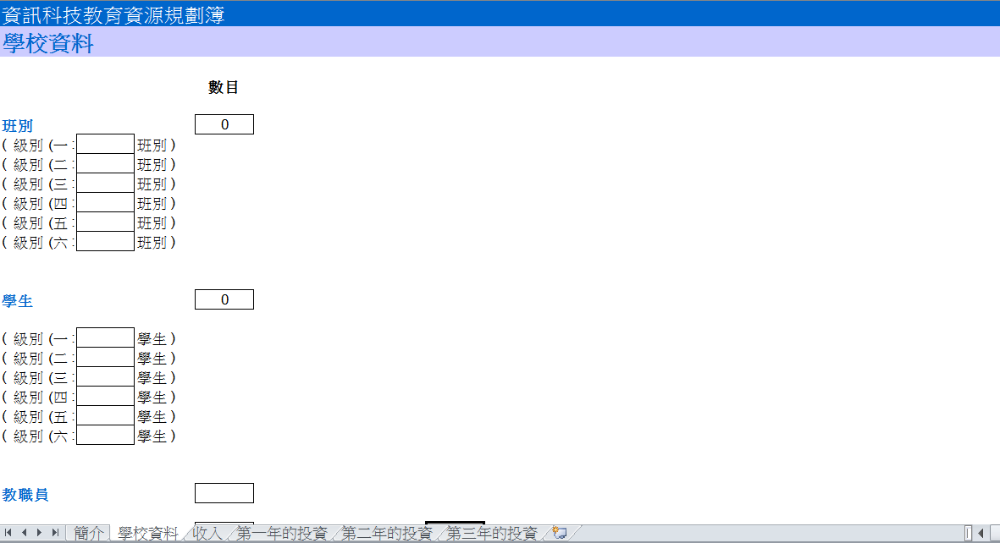 資訊科技教育資源規劃簿
學校資料
數目
班別 0
( 級別 (一 : 班別 )
( 級別 (二 : 班別 )
( 級別 (三 : 班別 )
( 級別 (四 : 班別 )
( 級別 (五 : 班別 )
( 級別 (六 : 班別 )
學生 0
( 級別 (一 : 學生 )
( 級別 (二 : 學生 )
( 級別 (三 : 學生 )
( 級別 (四 : 學生 )
( 級別 (五 : 學生 )
( 級別 (六 : 學生 )
教職員
簡介 學校資料 收入 第一年的投資 第二年的投資 第三年的投資